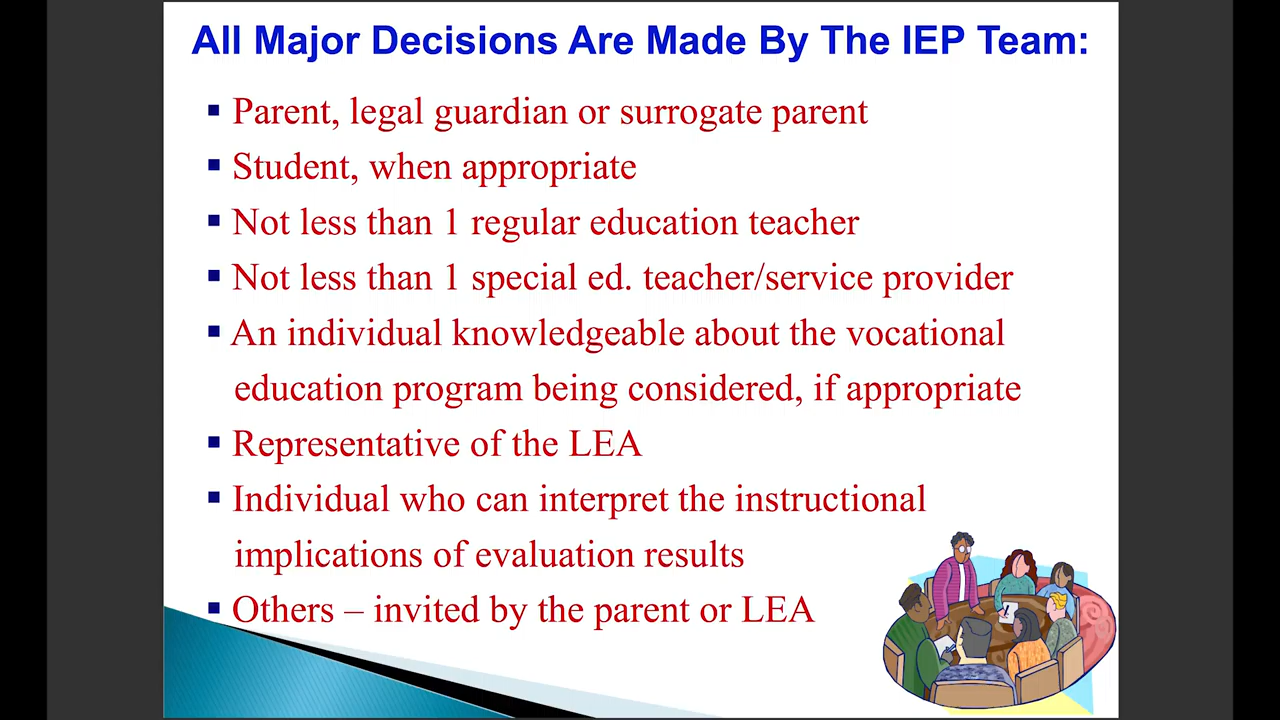 All Major Decisions Are Made By The IEP Team:
▪ Parent, legal guardian or surrogate parent
▪ Student, when appropriate
▪ Not less than 1 regular education teacher
▪ Not less than 1 special ed. teacher/service provider
▪ An individual knowledgeable about the vocational
education program being considered, if appropriate
▪ Representative of the LEA
▪ Individual who can interpret the instructional
implications of evaluation results
▪ Others – invited by the parent or LEA